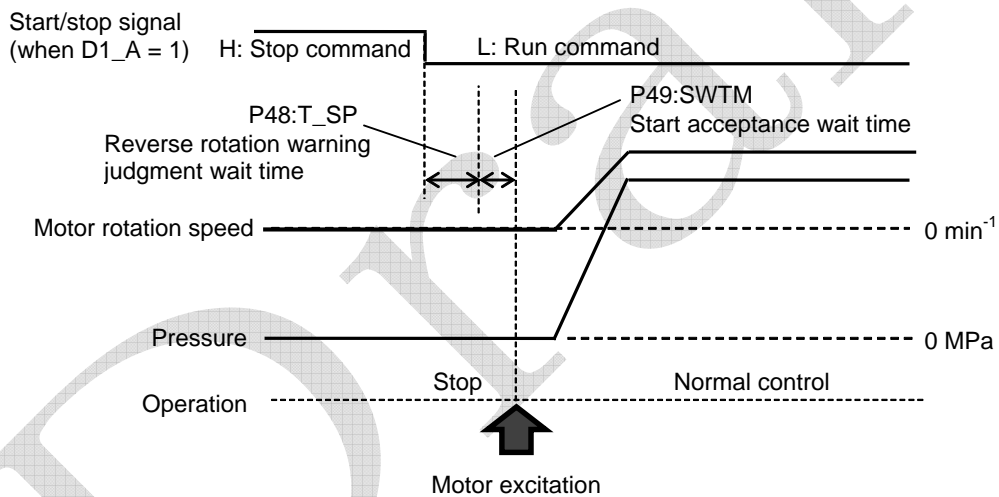 Start/stop signal
(when D1_A = 1)
H: Stop command
L: Run command
P48:T_SP
P49:SWTM
Reverse rotation warning
judgment wait time
Start acceptance wait time
Motor rotation speed
0 min⁻¹
Pressure
0 MPa
Stop
Normal control
Operation
Motor excitation
Draft